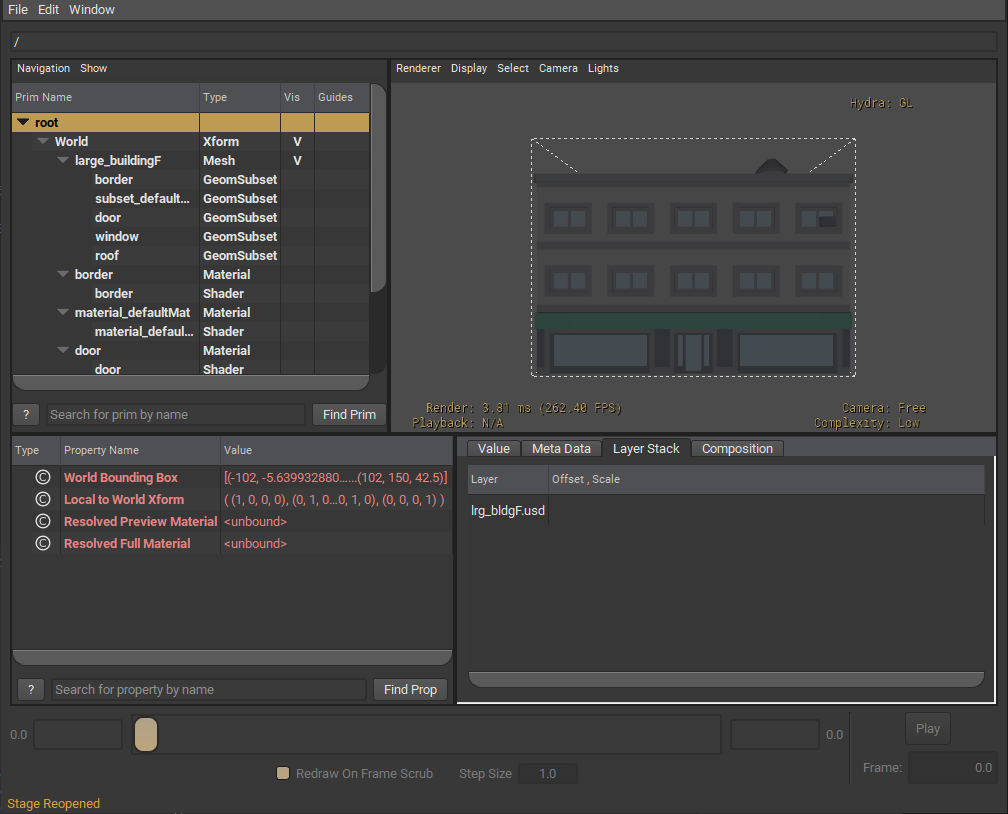 File Edit Window
/
Navigation Show
Prim Name Type Vis Guides
root
World Xform V
large_buildingF Mesh V
border GeomSubset
subset_default... GeomSubset
door GeomSubset
window GeomSubset
roof GeomSubset
border Material
border Shader
material_defaultMat Material
material_defaul... Shader
door Material
door Shader
? Search for prim by name Find Prim
Renderer Display Select Camera Lights
Hydra: GL
Render: 3.81 ms (262.40 FPS)
Playback: N/A
Camera: Free
Complexity: Low
Type Property Name Value
© World Bounding Box [(-102, -5.639932880......(102, 150, 42.5)]
© Local to World Xform ( (1, 0, 0, 0), (0, 1, 0...0, 1, 0), (0, 0, 0, 1) )
© Resolved Preview Material <unbound>
© Resolved Full Material <unbound>
? Search for property by name Find Prop
Value Meta Data Layer Stack Composition
Layer Offset , Scale
lrg_bldgF.usd
0.0 0.0 Play
Redraw On Frame Scrub Step Size 1.0 Frame: 0.0
Stage Reopened